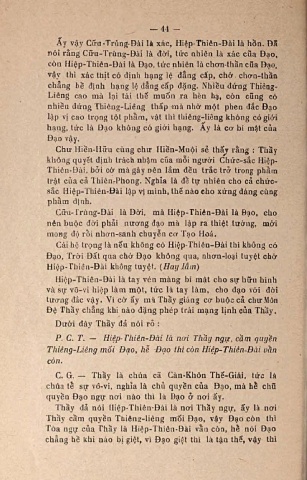 — 44 —
Ấy vậy Cửu-Trùng-Đài là xác, Hiệp-Thiên-Đài là hồn. Đã
nói rằng Cửu-Trùng-Đài là đời, tức nhiên là xác của Đạo,
còn Hiệp-Thiên-Đài là Đạo, tức nhiên là chơn-thần của Đạo,
vậy thì xác thịt có định hạng lệ đẳng cấp, chớ chơn-thần
chẳng hề định hạng lệ đẳng cấp đặng. Nhiều đứng Thiêng-
Liêng cao mà lại tái thế muốn ra hèn hạ, còn cũng có
nhiều đứng Thiêng-Liêng thấp mà nhờ một phen đắc Đạo
lập vị cao trọng tột phẩm, vật thì thiêng-liêng không có giới
hạng, tức là Đạo không có giới hạng. Ấy là cơ bí mật của
Đạo vậy.
Chư Hiền-Hữu cùng chư Hiền-Muội sẽ thấy rằng : Thầy
không quyết định trách nhậm của mỗi người Chức-sắc Hiệp-
Thiên-Đài, bởi cờ mà gây nên lắm đều trắc trở trong phẩm
trật của cả Thiên-Phong. Nghĩa là để tự nhiên cho cả chức-
sắc Hiệp-Thiên-Đài lập vị mình, thế nào cho xứng đáng cùng
phẩm định.
Cửu-Trùng-Đài là Đời, mà Hiệp-Thiên-Đài là Đạo, cho
nên buộc đời phải nương đạo mà lập ra thiệt tướng, mới
mong độ rỗi nhơn-sanh chuyển cơ Tạo Hoá.
Cái hệ trọng là nếu không có Hiệp-Thiên-Đài thì không có
Đạo, Trời Đất qua chớ Đạo không qua, nhơn-loại tuyệt chớ
Hiệp-Thiên-Đài không tuyệt. (Hay lắm)
Hiệp-Thiên-Đài là tay vén màng bí mật cho sự hữu hình
và sự vô-vi hiệp làm một, tức là tay làm, cho đạo với đời
tương đắc vậy. Vì cớ ấy mà Thầy giáng cơ buộc cả chư Môn
Đệ Thầy chẳng khi nào đặng phép trái mạng lịnh của Thầy.
Dưới đây Thầy đã nói rõ :
P. C. T. — Hiệp-Thiên-Đài là nơi Thầy ngự, cầm quyền
Thiêng-Liêng mối Đạo, hễ Đạo thì còn Hiệp-Thiên-Đài vẫn
còn.
C. G. — Thầy là chúa cả Càn-Khôn Thế-Giái, tức là
chúa tể sự vô-vi, nghĩa là chủ quyền của Đạo, mà hễ chủ
quyền Đạo ngự nơi nào thì là Đạo ở nơi ấy.
Thầy đã nói Hiệp-Thiên-Đài là nơi Thầy ngự, ấy là nơi
Thầy cầm quyền Thiêng-liêng mối Đạo, vậy Đạo còn thì
Tòa ngự của Thầy là Hiệp-Thiên-Đài vẫn còn, hễ nói Đạo
chẳng hề khi nào bị giệt, vì Đạo giệt thì là tận thế, vậy thì